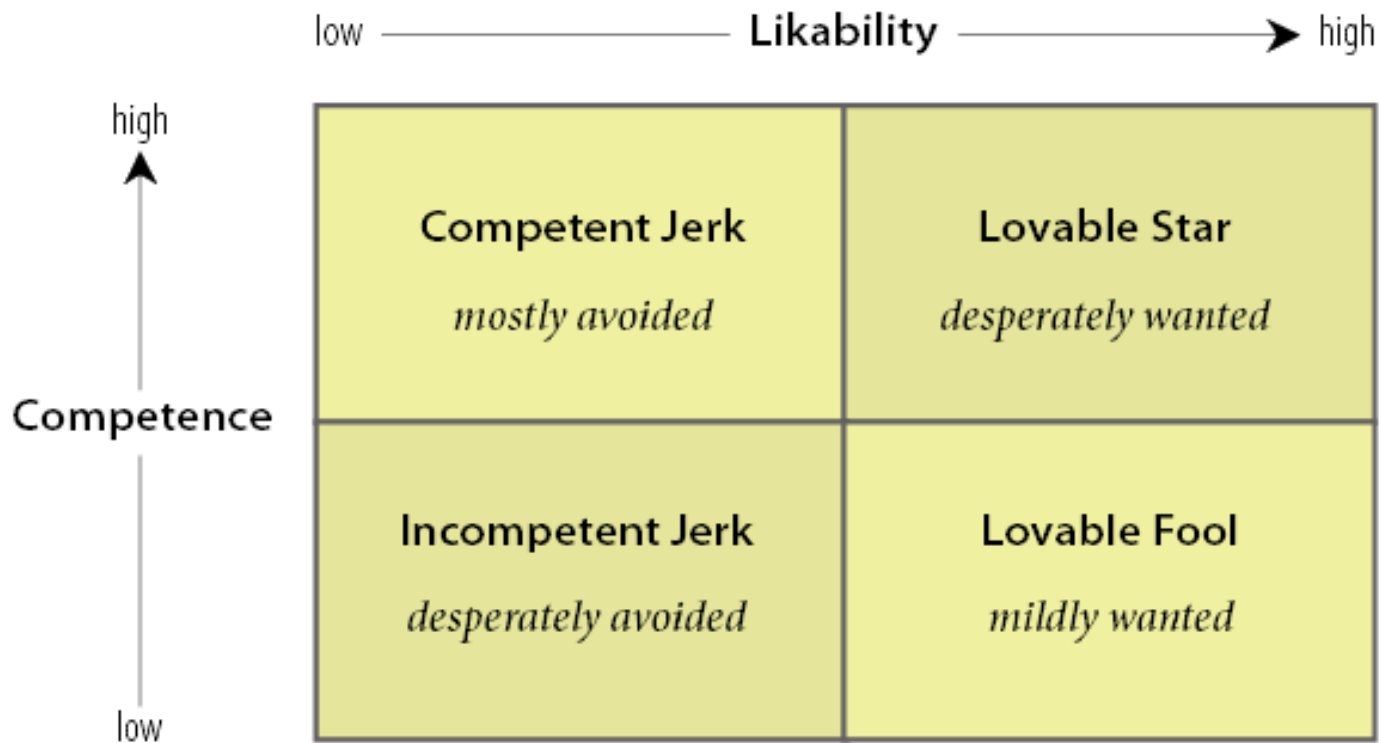 low Likability high
high
Competent Jerk Lovable Star
mostly avoided desperately wanted
Competence
Incompetent Jerk Lovable Fool
desperately avoided mildly wanted
low